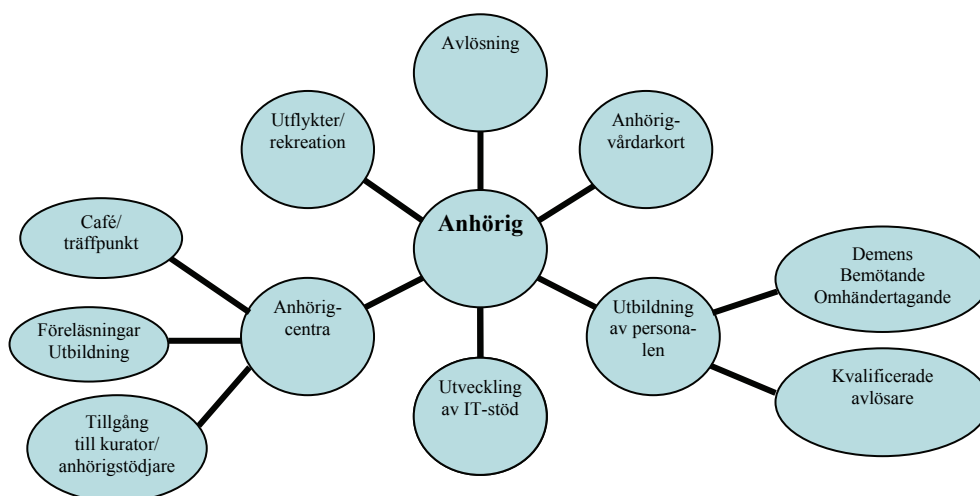 Avlösning
Utflykter/
rekreation
Anhörig-
vårdarkort
Anhörig
Café/
träffpunkt
Anhörig-
centra
Föreläsningar
Utbildning
Tillgång
till kurator/
anhörigstödjare
Utveckling
av IT-stöd
Utbildning
av persona-
len
Demens
Bemötande
Omhändertagande
Kvalificerade
avlösare